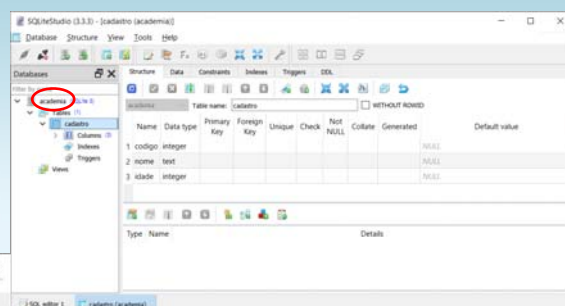 SQLiteStudio (3.3.3) - [cadastro (academia)]
Database Structure View Tools Help
Databases
Structure Data Constraints Indexes Triggers DDL
academia
Table name: cadastro WITHOUT ROWID
Tables (1)
cadastro
Columns (3)
Indexes
Triggers
Views
Name Data type Primary Key Foreign Key Unique Check Not NULL Collate Generated Default value
1 codigo integer NULL
2 nome text NULL
3 idade integer NULL
Type Name Details
SQL editor 1 cadastro (academia)